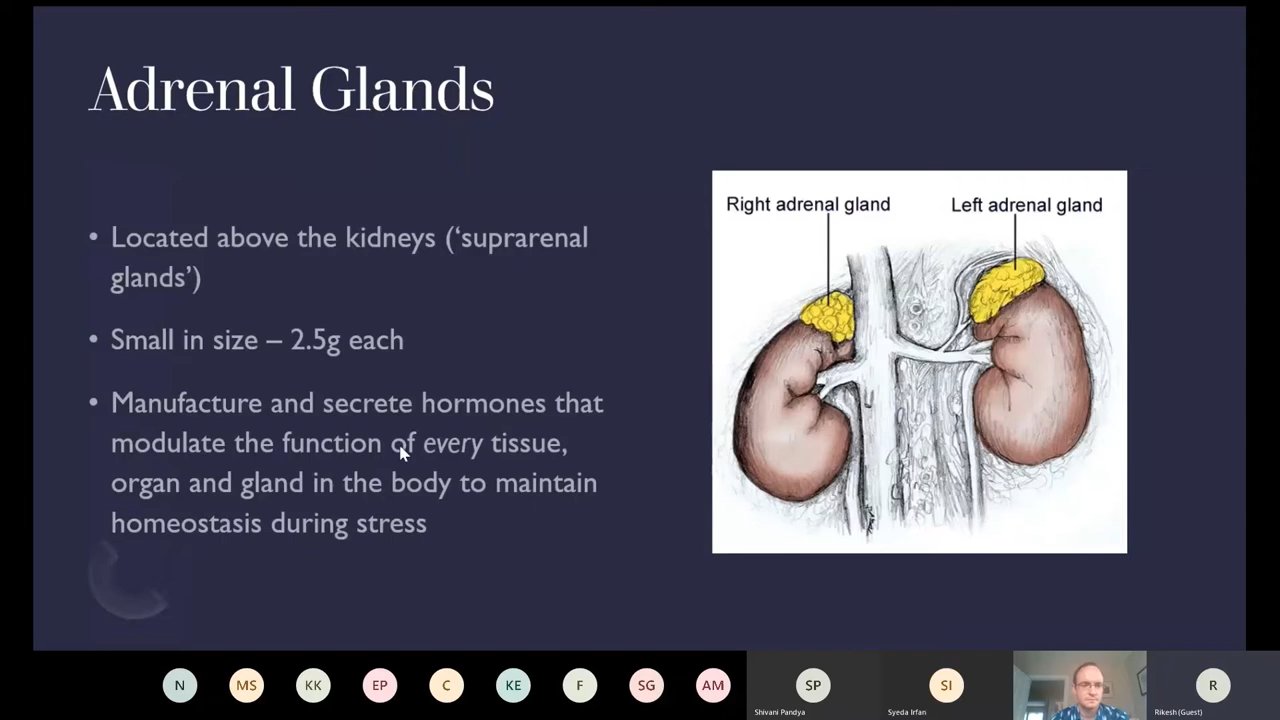 Adrenal Glands
• Located above the kidneys (‘suprarenal
glands’)
• Small in size – 2.5g each
• Manufacture and secrete hormones that
modulate the function of every tissue,
organ and gland in the body to maintain
homeostasis during stress
Right adrenal gland
Left adrenal gland
N
MS
KK
EP
C
KE
F
SG
AM
SP
SI
R
Shivani Pandya
Syeda Irfan
Rikesh (Guest)